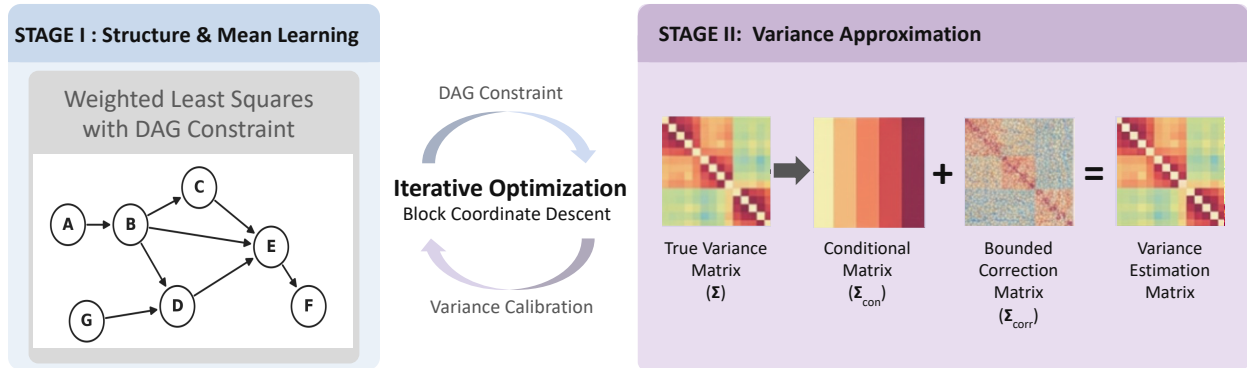 STAGE I : Structure & Mean Learning
Weighted Least Squares
with DAG Constraint
A
B
C
D
E
F
G
DAG Constraint
Iterative Optimization
Block Coordinate Descent
Variance Calibration
STAGE II: Variance Approximation
+
=
True Variance
Matrix
(Σ)
Conditional
Matrix
(Σcon)
Bounded
Correction
Matrix
(Σcorr)
Variance
Estimation
Matrix